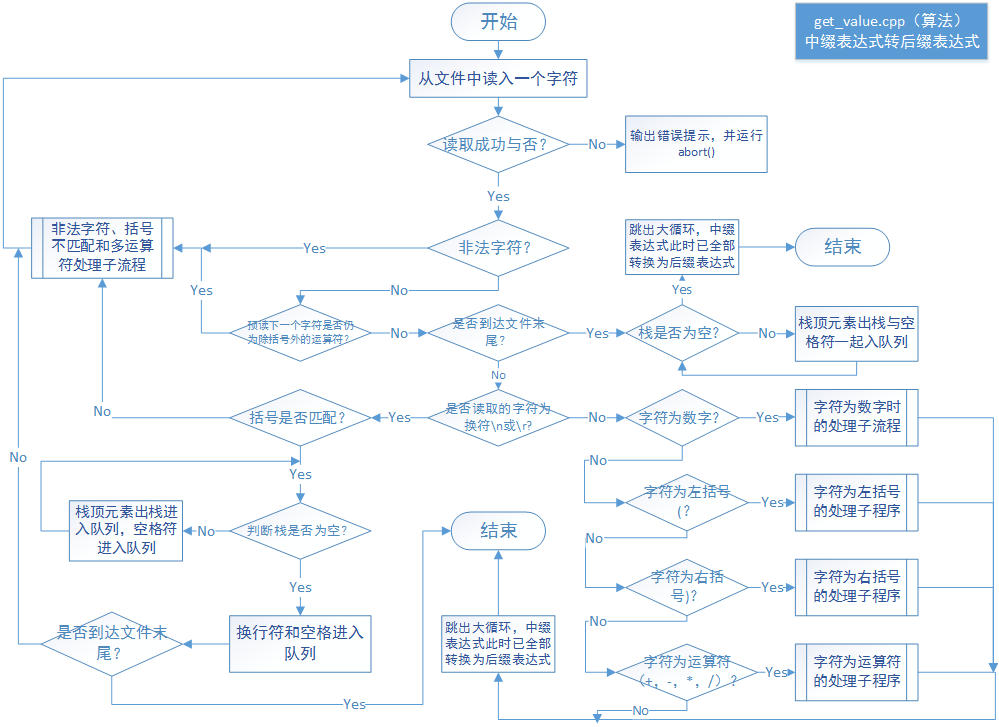 开始
get_value.cpp（算法）
中缀表达式转后缀表达式
从文件中读入一个字符
读取成功与否？
No
输出错误提示，并运行
abort()
Yes
非法字符、括号
不匹配和多运算
符处理子流程
Yes
非法字符？
跳出大循环，中缀
表达式此时已全部
转换为后缀表达式
结束
Yes
No
Yes
预读下一个字符是否仍
为除括号外的运算符？
No
是否到达文件末
尾？
Yes
栈是否为空？
No
栈顶元素出栈与空
格符一起入队列
No
No
括号是否匹配？
Yes
是否读取的字符为
换符\n或\r?
No
字符为数字？
Yes
字符为数字时
的处理子流程
No
No
Yes
栈顶元素出栈进
入队列，空格符
进入队列
No
判断栈是否为空？
结束
字符为左括号
(？
Yes
字符为左括号
的处理子程序
No
Yes
字符为右括
号)？
Yes
字符为右括号
的处理子程序
No
是否到达文件末
尾？
换行符和空格进入
队列
跳出大循环，中缀
表达式此时已全部
转换为后缀表达式
字符为运算符
（+，-，*，/）？
Yes
字符为运算符
的处理子程序
Yes
No